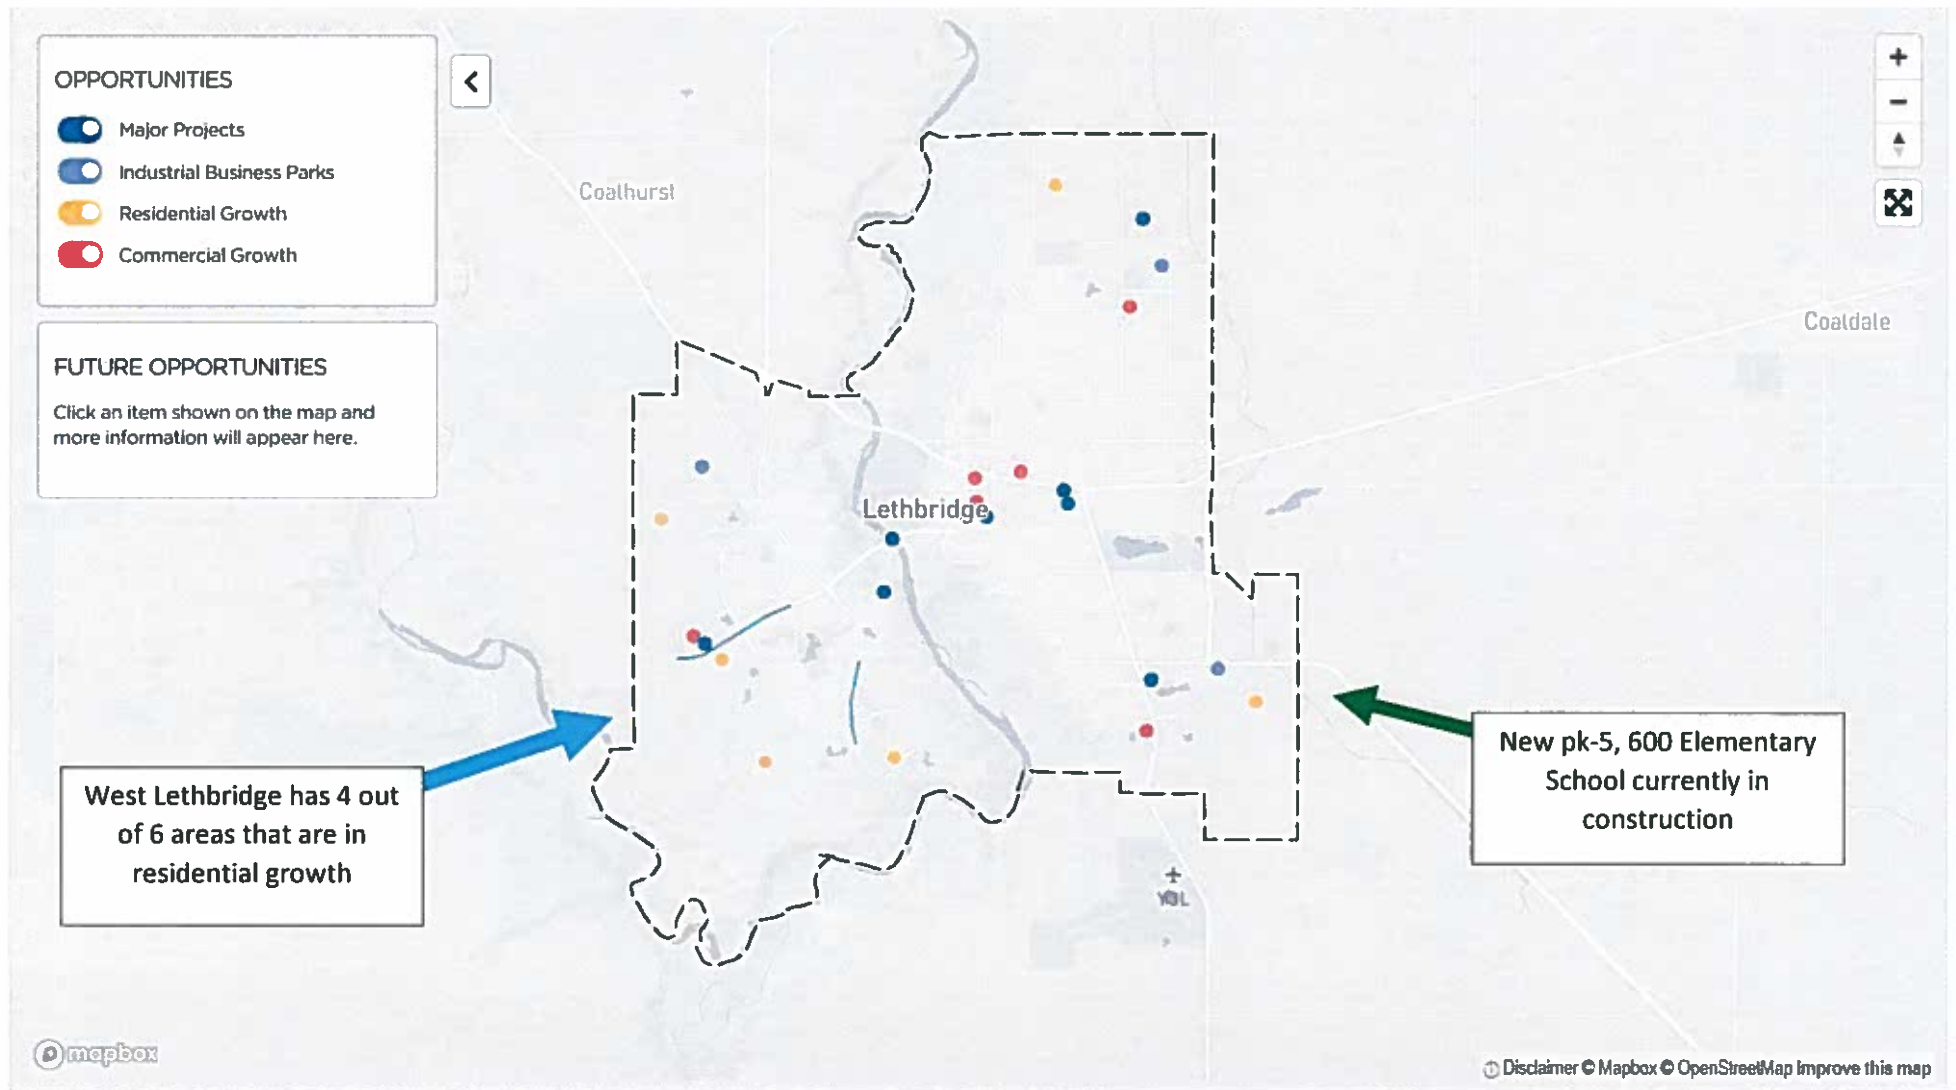 OPPORTUNITIES
Major Projects
Industrial Business Parks
Residential Growth
Commercial Growth
FUTURE OPPORTUNITIES
Click an item shown on the map and
more information will appear here.
Coalhurst
Coaldale
Lethbridge
West Lethbridge has 4 out
of 6 areas that are in
residential growth
New pk-5, 600 Elementary
School currently in
construction
mapbox
Disclaimer © Mapbox © OpenStreetMap Improve this map